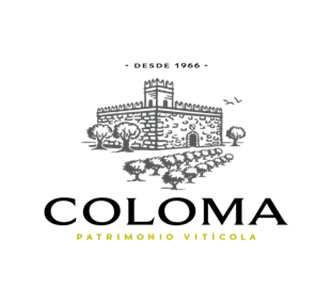 - DESDE 1966 -
COLOMA
PATRIMONIO VITÍCOLA